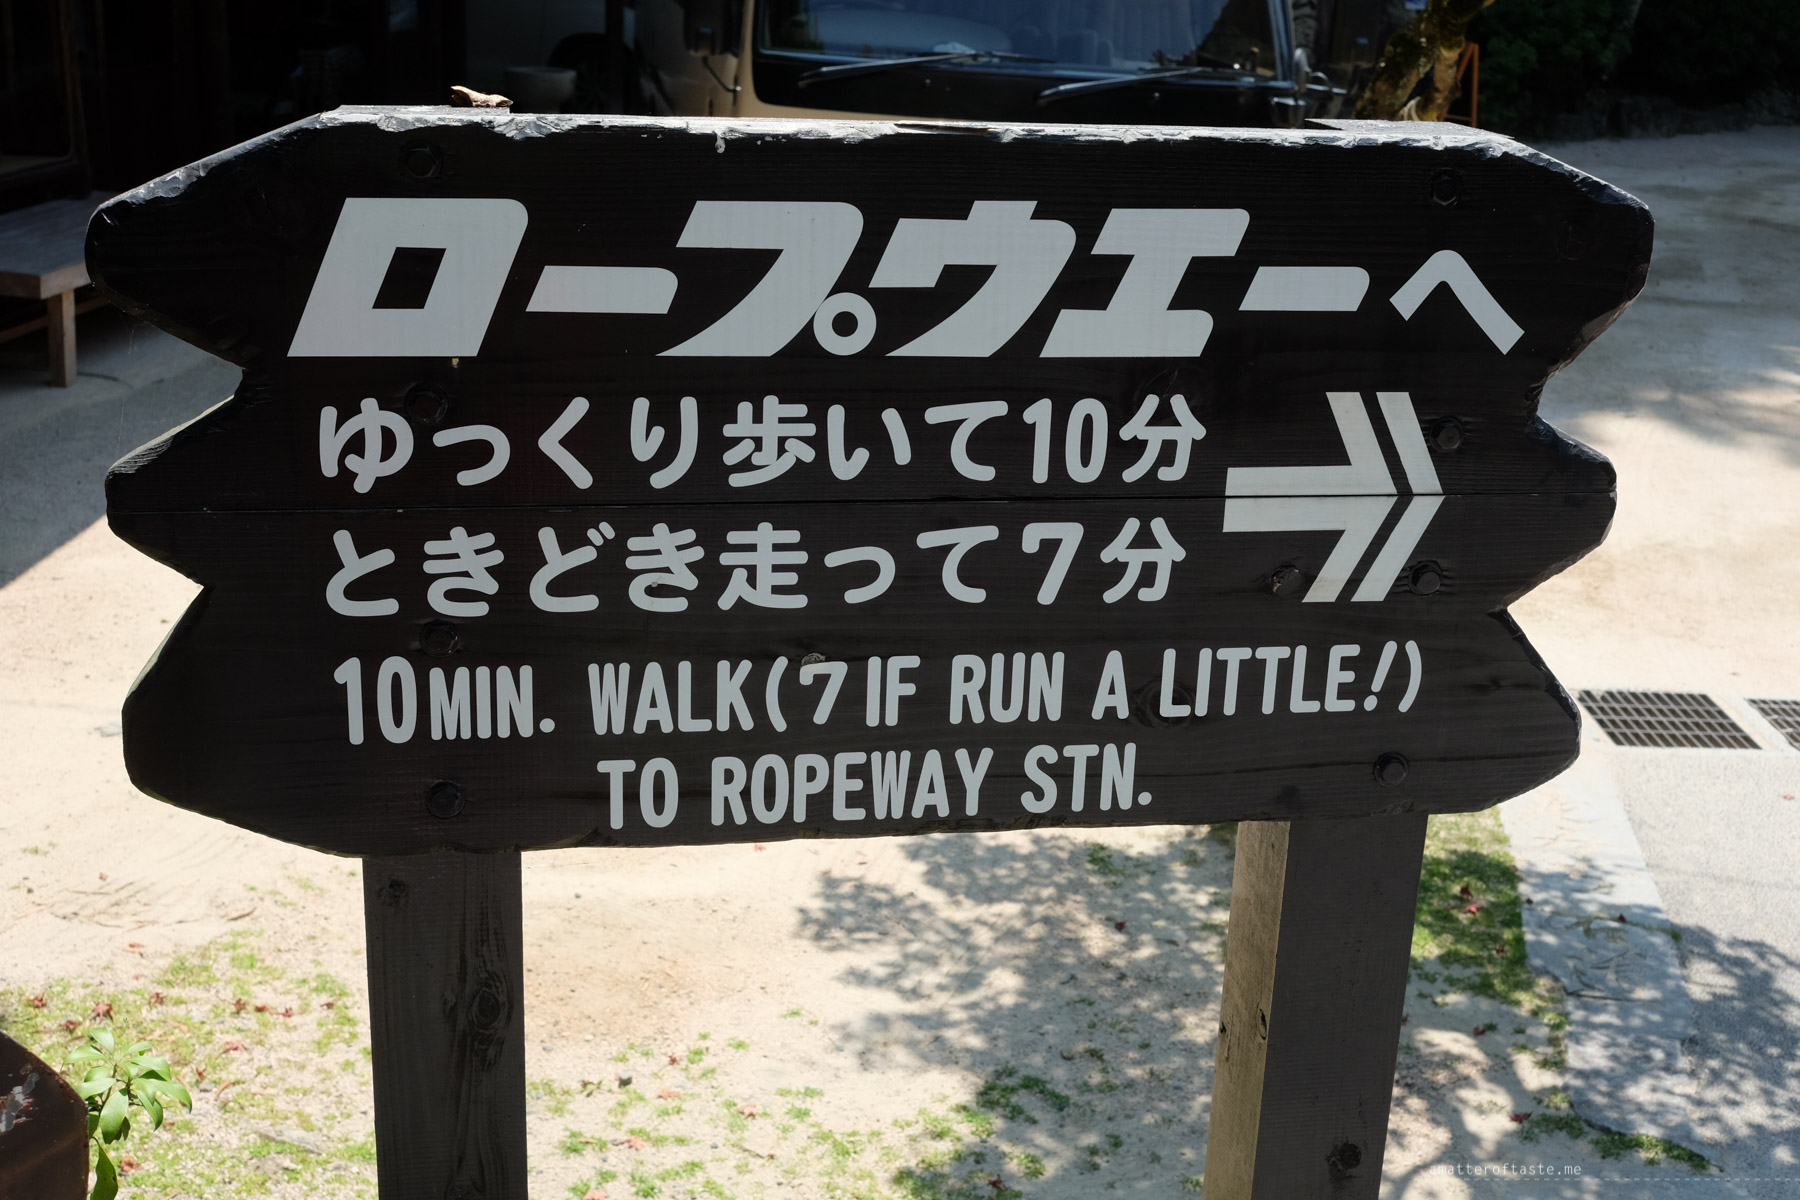 ロープウエーへ
ゆっくり歩いて10分
ときどき走って7分
10MIN. WALK(7 IF RUN A LITTLE!)
TO ROPEWAY STN.
amatteroftaste.me